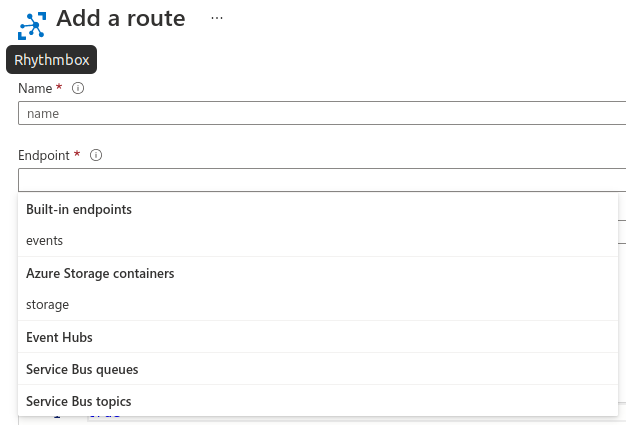 Add a route ...
Rhythmbox
Name *
name
Endpoint *
Built-in endpoints
events
Azure Storage containers
storage
Event Hubs
Service Bus queues
Service Bus topics